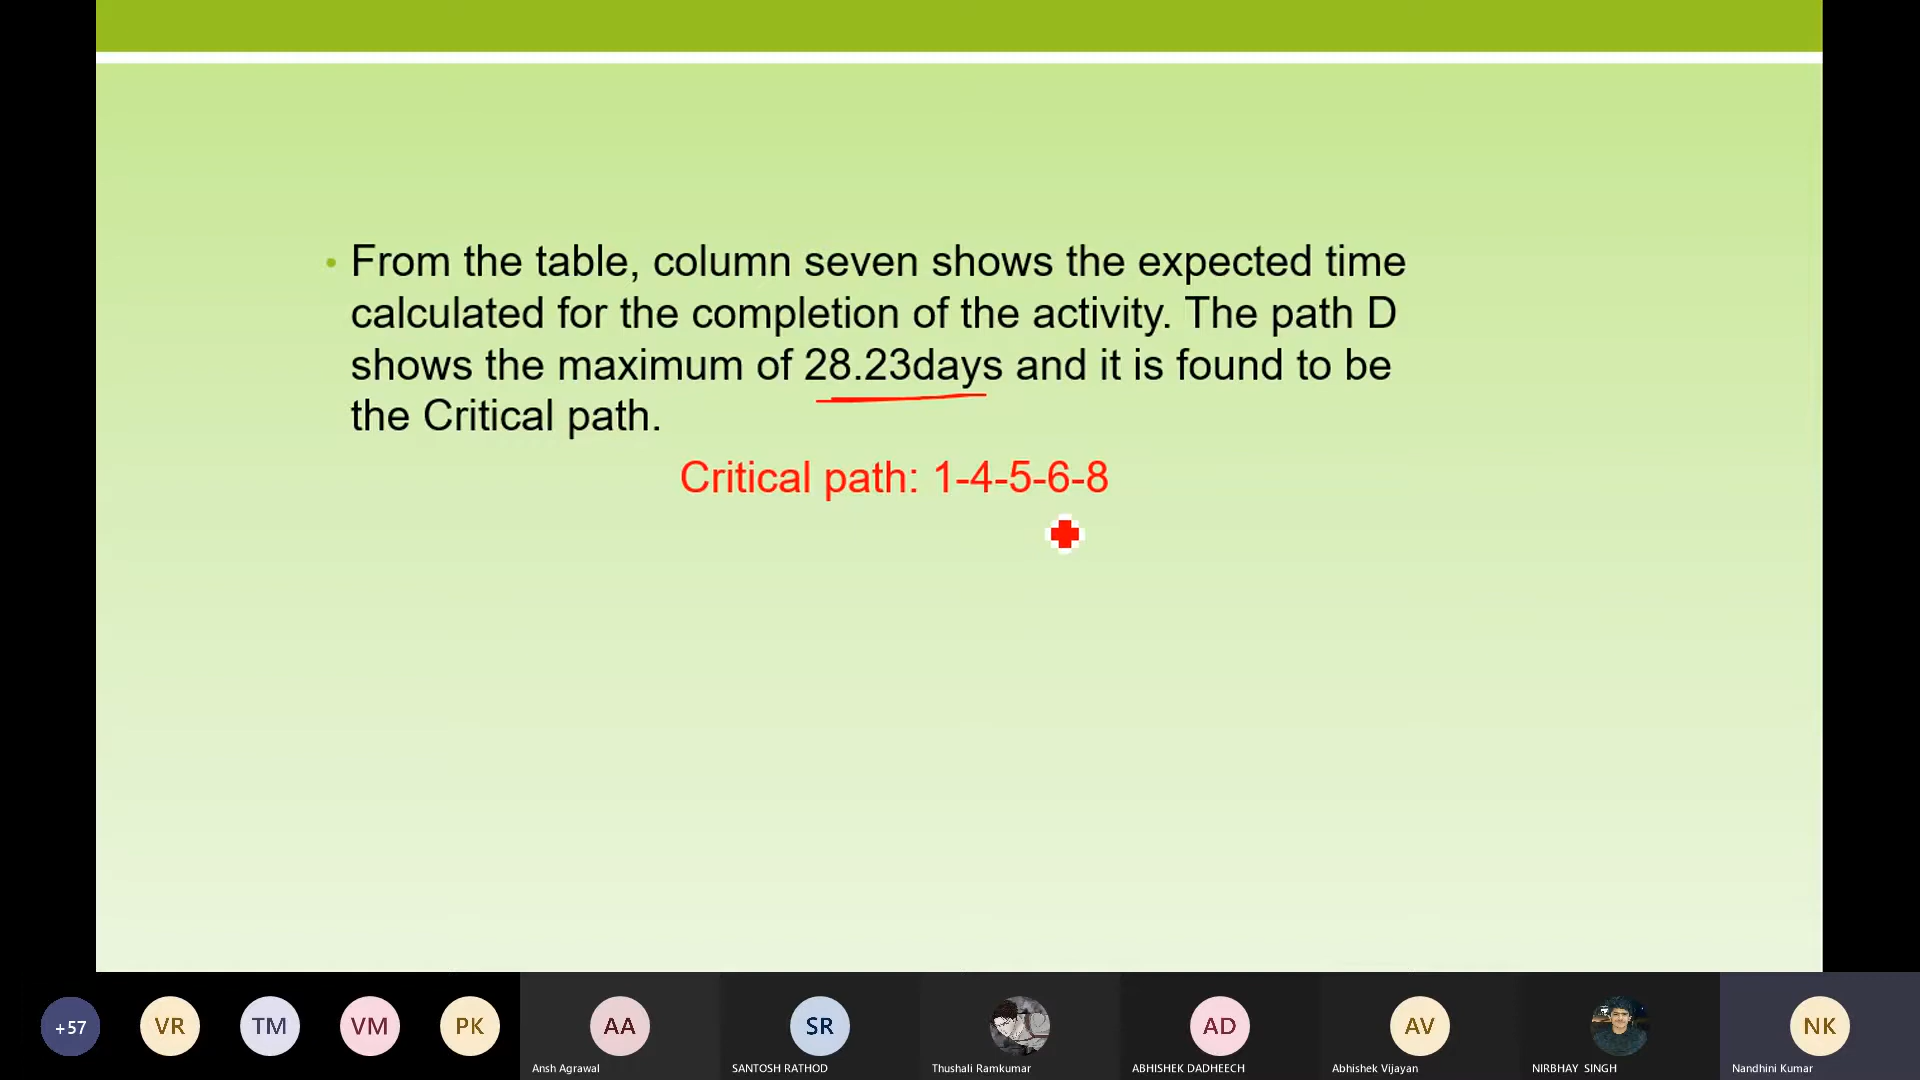 • From the table, column seven shows the expected time
calculated for the completion of the activity. The path D
shows the maximum of 28.23days and it is found to be
the Critical path.
Critical path: 1-4-5-6-8
+57
VR
TM
VM
PK
AA
SR
AD
AV
NK
Ansh Agrawal
SANTOSH RATHOD
Thushali Ramkumar
ABHISHEK DADHEECH
Abhishek Vijayan
NIRBHAY SINGH
Nandhini Kumar